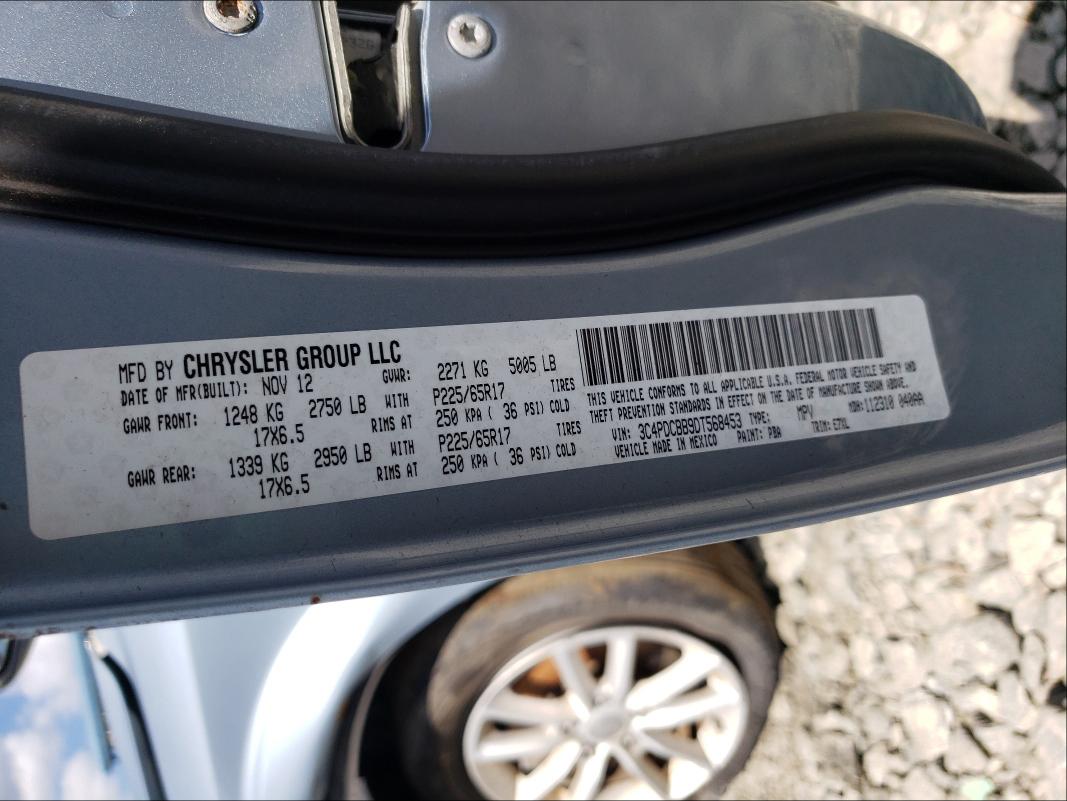 MFD BY CHRYSLER GROUP LLC
DATE OF MFR(BUILT): NOV 12 GVWR: 2271 KG 5005 LB
GAWR FRONT: 1248 KG 2750 LB WITH P225/65R17 TIRES
17X6.5 RIMS AT 250 KPA ( 36 PSI) COLD
GAWR REAR: 1339 KG 2950 LB WITH P225/65R17 TIRES
17X6.5 RIMS AT 250 KPA ( 36 PSI) COLD
THIS VEHICLE CONFORMS TO ALL APPLICABLE U.S.A. FEDERAL MOTOR VEHICLE SAFETY AND
THEFT PREVENTION STANDARDS IN EFFECT ON THE DATE OF MANUFACTURE SHOWN ABOVE.
VIN: 3C4PDCBB9DT568453 TYPE: MPV MDH: 112310 040AA
VEHICLE MADE IN MEXICO PAINT: PBA TRIM: